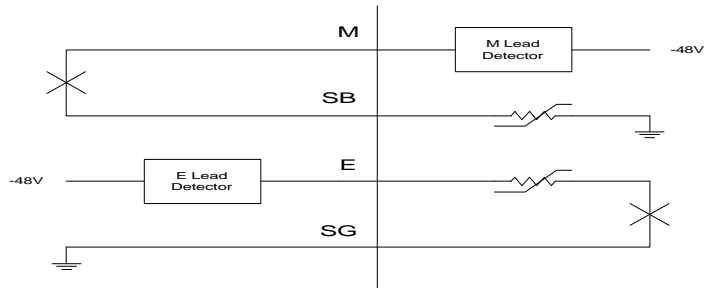 M
M Lead
Detector
-48V
SB
E
-48V
E Lead
Detector
SG